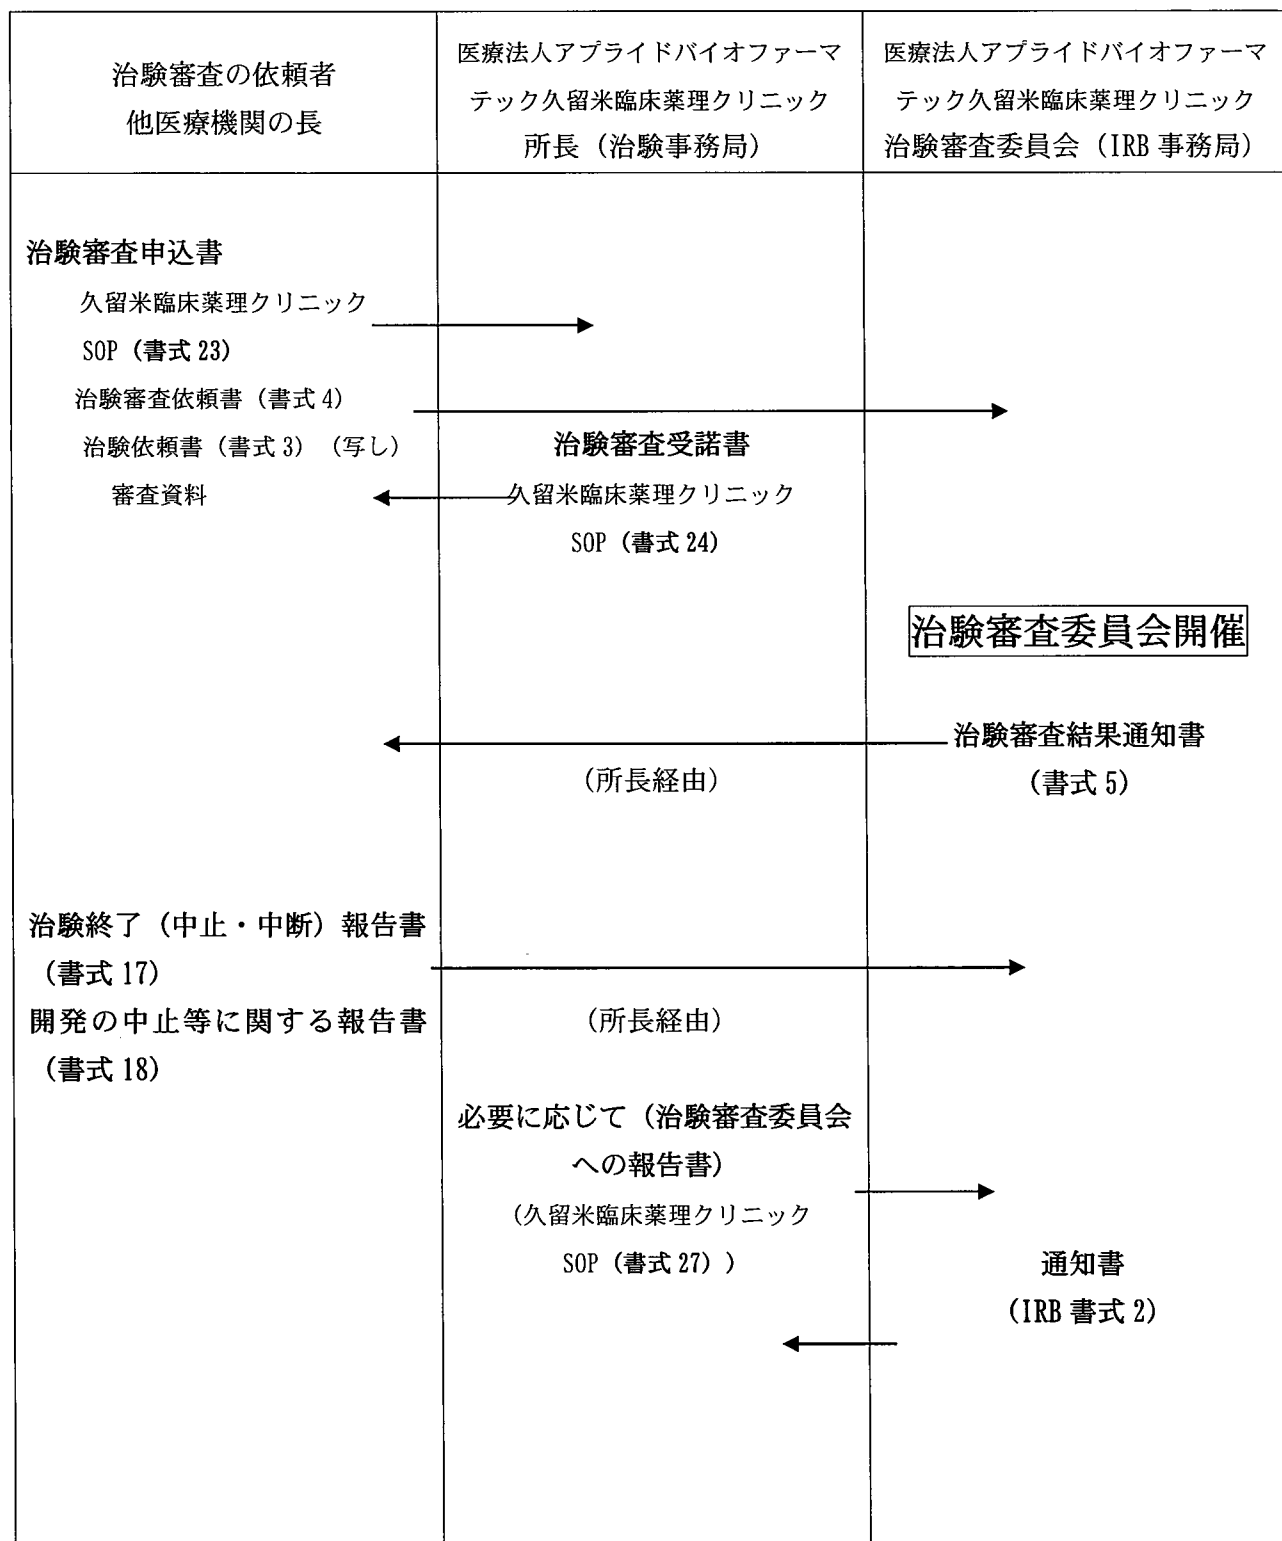 治験審査の依頼者
他医療機関の長
医療法人アプライドバイオファーマ
テック久留米臨床薬理クリニック
所長（治験事務局）
医療法人アプライドバイオファーマ
テック久留米臨床薬理クリニック
治験審査委員会（IRB 事務局）
治験審査申込書
久留米臨床薬理クリニック
SOP（書式 23）
治験審査依頼書（書式 4）
治験依頼書（書式 3）（写し）
審査資料
治験審査受諾書
久留米臨床薬理クリニック
SOP（書式 24）
治験審査委員会開催
治験審査結果通知書
（書式 5）
（所長経由）
治験終了（中止・中断）報告書
（書式 17）
開発の中止等に関する報告書
（書式 18）
（所長経由）
必要に応じて（治験審査委員会
への報告書）
（久留米臨床薬理クリニック
SOP（書式 27））
通知書
（IRB 書式 2）